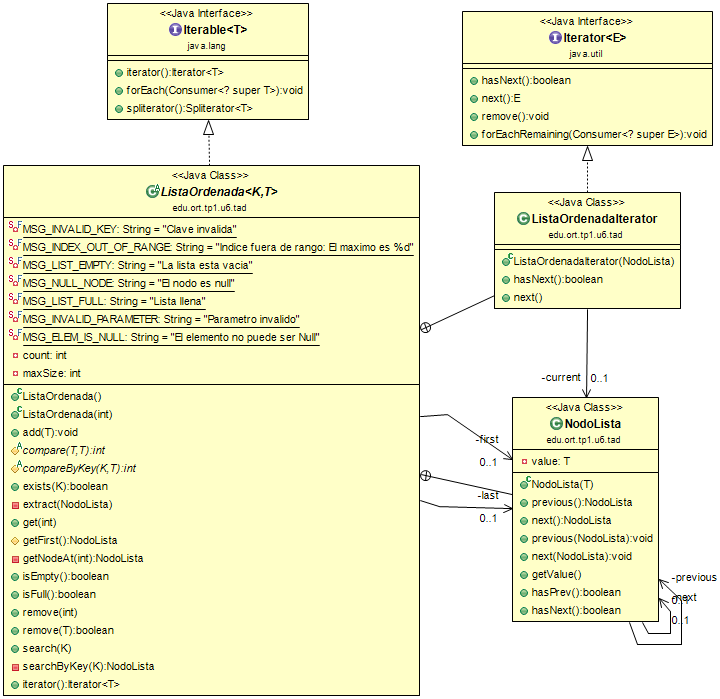 <<Java Interface>>
Iterable<T>
java.lang
iterator():Iterator<T>
forEach(Consumer<? super T>):void
spliterator():Spliterator<T>
<<Java Interface>>
Iterator<E>
java.util
hasNext():boolean
next():E
remove():void
forEachRemaining(Consumer<? super E>):void
<<Java Class>>
ListaOrdenada<K,T>
edu.ort.tp1.u6.tad
MSG_INVALID_KEY: String = "Clave invalida"
MSG_INDEX_OUT_OF_RANGE: String = "Indice fuera de rango: El maximo es %d"
MSG_LIST_EMPTY: String = "La lista esta vacia"
MSG_NULL_NODE: String = "El nodo es null"
MSG_LIST_FULL: String = "Lista llena"
MSG_INVALID_PARAMETER: String = "Parametro invalido"
MSG_ELEM_IS_NULL: String = "El elemento no puede ser Null"
count: int
maxSize: int
ListaOrdenada()
ListaOrdenada(int)
add(T):void
compare(T,T):int
compareByKey(K,T):int
exists(K):boolean
extract(NodoLista)
get(int)
getFirst():NodoLista
getNodeAt(int):NodoLista
isEmpty():boolean
isFull():boolean
remove(int)
remove(T):boolean
search(K)
searchByKey(K):NodoLista
iterator():Iterator<T>
<<Java Class>>
ListaOrdenadaIterator
edu.ort.tp1.u6.tad
ListaOrdenadaIterator(NodoLista)
hasNext():boolean
next()
-current
0..1
<<Java Class>>
NodoLista
edu.ort.tp1.u6.tad
value: T
NodoLista(T)
previous():NodoLista
next():NodoLista
previous(NodoLista):void
next(NodoLista):void
getValue()
hasPrev():boolean
hasNext():boolean
-first
0..1
-last
0..1
-previous
-next
0..1
0..1